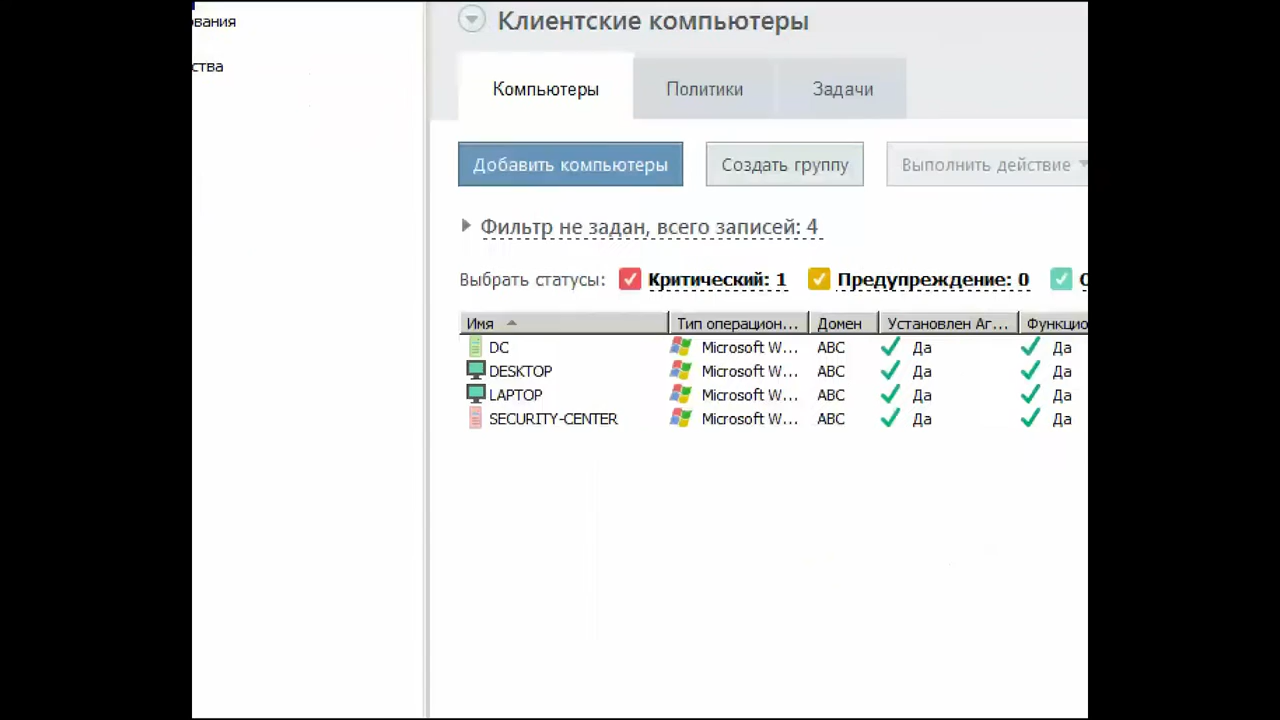 ования
ства
Клиентские компьютеры
Компьютеры Политики Задачи
Добавить компьютеры Создать группу Выполнить действие
Фильтр не задан, всего записей: 4
Выбрать статусы: Критический: 1 Предупреждение: 0
Имя Тип операцион... Домен Установлен Аг... Функцио
DC Microsoft W... ABC Да Да
DESKTOP Microsoft W... ABC Да Да
LAPTOP Microsoft W... ABC Да Да
SECURITY-CENTER Microsoft W... ABC Да Да